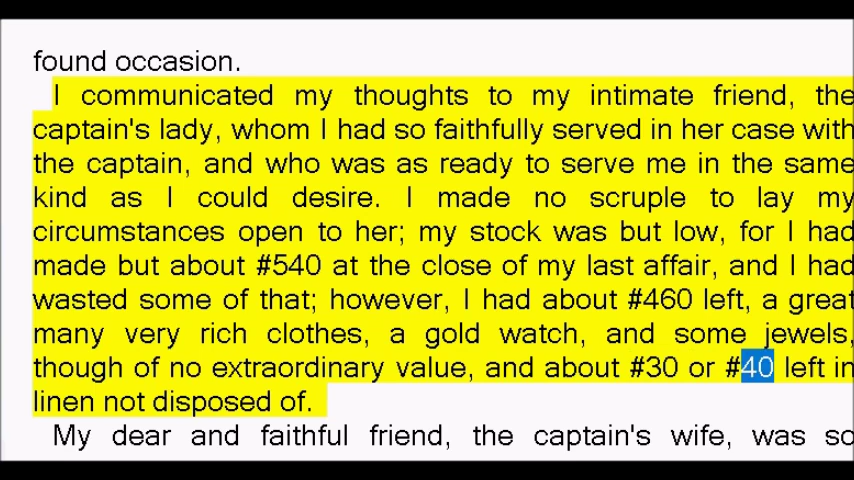 found occasion.
I communicated my thoughts to my intimate friend, the
captain's lady, whom I had so faithfully served in her case with
the captain, and who was as ready to serve me in the same
kind as I could desire. I made no scruple to lay my
circumstances open to her; my stock was but low, for I had
made but about #540 at the close of my last affair, and I had
wasted some of that; however, I had about #460 left, a great
many very rich clothes, a gold watch, and some jewels,
though of no extraordinary value, and about #30 or #40 left in
linen not disposed of.
My dear and faithful friend, the captain's wife, was so